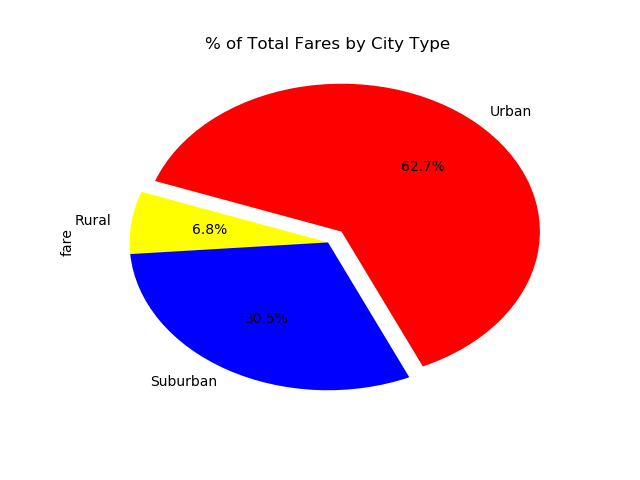 % of Total Fares by City Type
Urban
62.7%
Rural
6.8%
fare
30.5%
Suburban